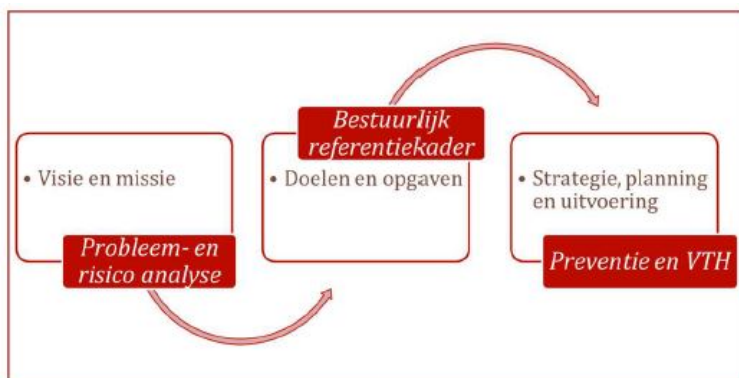 • Visie en missie
Probleem- en
risico analyse
Bestuurlijk
referentiekader
• Doelen en opgaven
• Strategie, planning
en uitvoering
Preventie en VTH